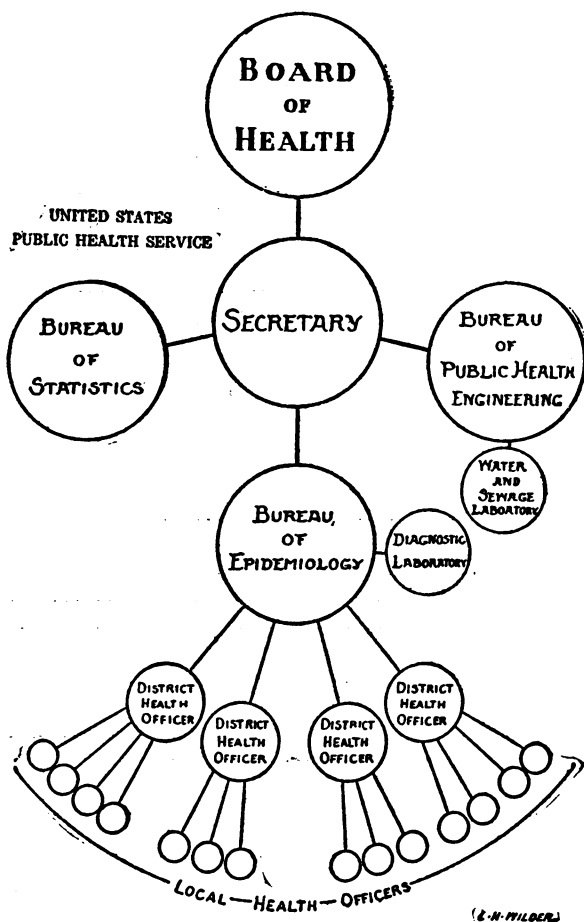 BOARD
OF
HEALTH
UNITED STATES
PUBLIC HEALTH SERVICE
SECRETARY
BUREAU
OF
STATISTICS
BUREAU
OF
PUBLIC HEALTH
ENGINEERING
WATER
AND
SEWAGE
LABORTORY
BUREAU,
OF
EPIDEMIOLOGY
DIAGNOSTIC
LABORATORY
DISTRICT
HEALTH
OFFICER
DISTRICT
HEALTH
OFFICER
DISTRICT
HEALTH
OFFICER
DISTRICT
HEALTH
OFFICER
LOCAL—HEALTH—OFFICERS
(L.H.WILDER)